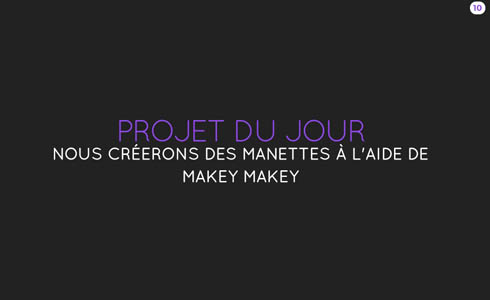 10
PROJET DU JOUR
NOUS CRÉERONS DES MANETTES À L'AIDE DE
MAKEY MAKEY